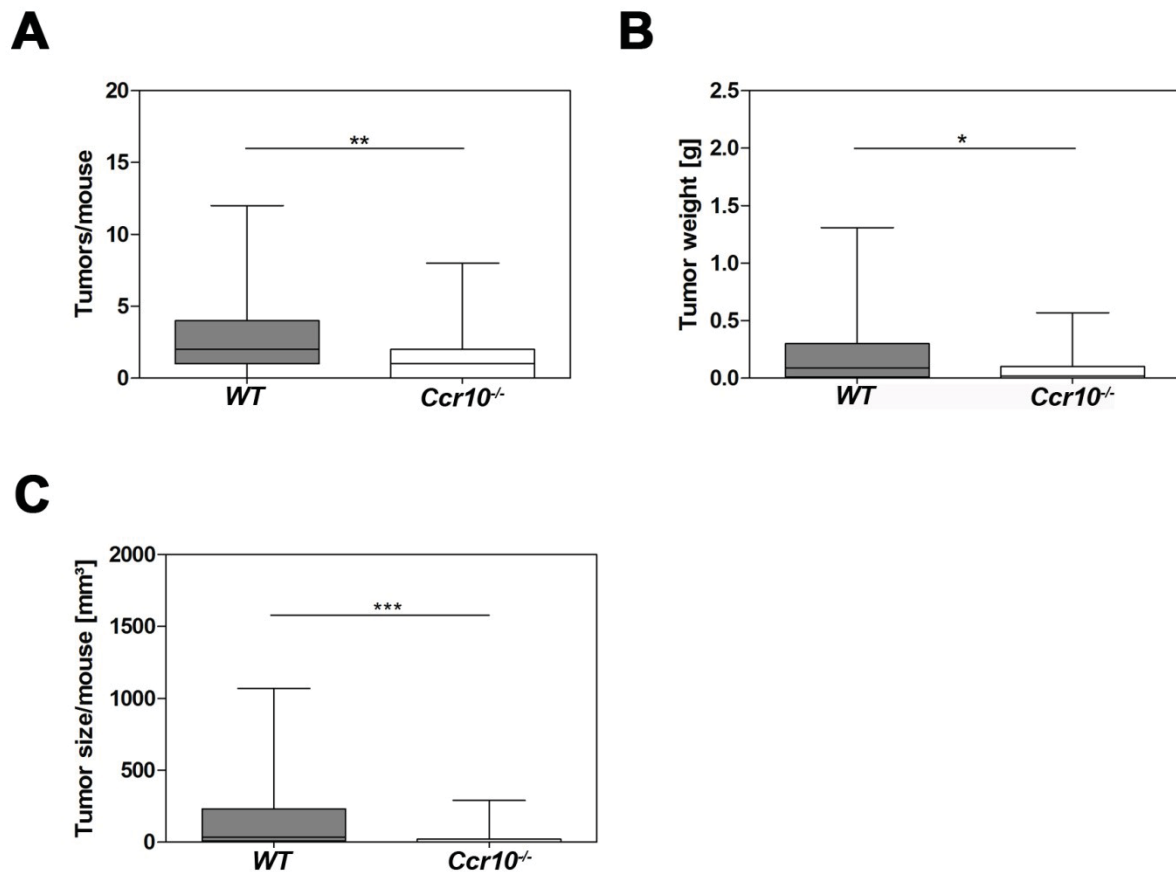 A
Tumors/mouse
20
15
10
5
0
**
WT
Ccr10-/-
B
Tumor weight [g]
2.5
2.0
1.5
1.0
0.5
0.0
*
WT
Ccr10-/-
C
Tumor size/mouse [mm³]
2000
1500
1000
500
0
***
WT
Ccr10-/-